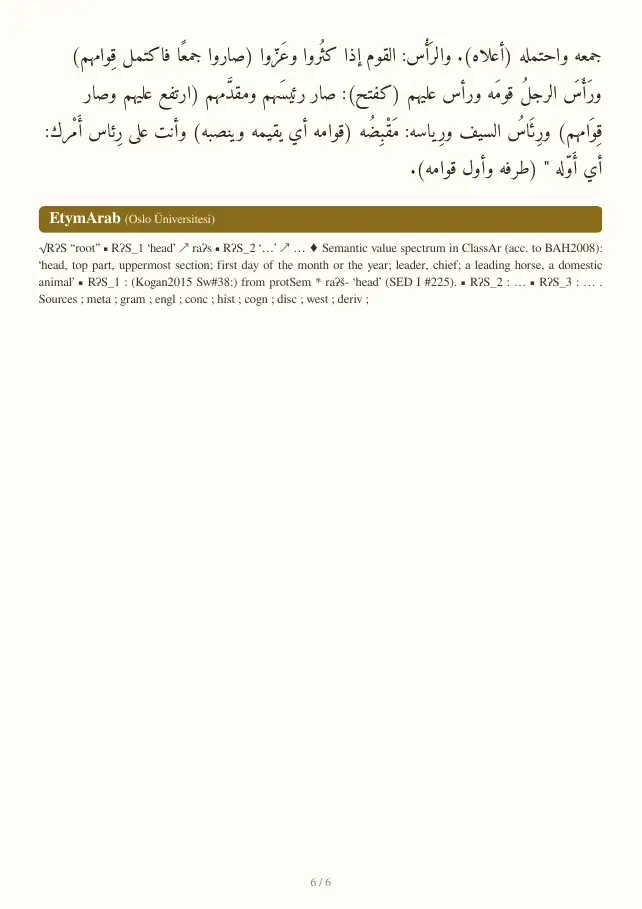 جمعه واحتمله (أعلاه). والرَأْس: القوم إذا كثُروا وعَزّوا (صاروا جمعًا فاكتمل قِوامهم)
ورَأَسَ الرجلُ قومَه ورأس عليهم (كفتح): صار رئيسَهم ومقدَّمهم (ارتفع عليهم وصار
قِوَامهم) ورِئَاسُ السيف ورِياسه: مَقْبِضُه (قوامه أي يقيمه وينصبه) وأنت على رِئاس أَمْرك:
أي أَوّله " (طرفه وأول قوامه).
EtymArab (Oslo Üniversitesi)
√RʔS “root” ▪ RʔS_1 ‘head’ ↗ raʔs ▪ RʔS_2 ‘…’ ↗ … ♦ Semantic value spectrum in ClassAr (acc. to BAH2008):
‘head, top part, uppermost section; first day of the month or the year; leader, chief; a leading horse, a domestic
animal’ ▪ RʔS_1 : (Kogan2015 Sw#38:) from protSem * raʔš- ‘head’ (SED I #225). ▪ RʔS_2 : … ▪ RʔS_3 : … .
Sources ; meta ; gram ; engl ; conc ; hist ; cogn ; disc ; west ; deriv ;
6 / 6